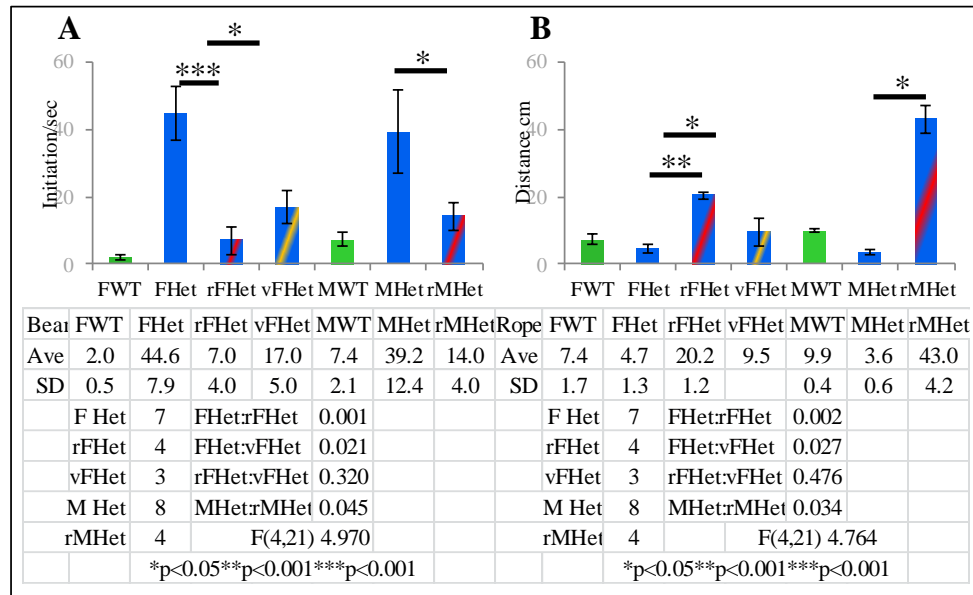 A
B
*
***
*
*
**
*
60
40
20
0
Initiation/sec
FWT FHet rFHet vFHet MWT MHet rMHet
60
40
20
0
Distance cm
FWT FHet rFHet vFHet MWT MHet rMHet
Bear FWT FHet rFHet vFHet MWT MHet rMHet Rope FWT FHet rFHet vFHet MWT MHet rMHet
Ave 2.0 44.6 7.0 17.0 7.4 39.2 14.0 Ave 7.4 4.7 20.2 9.5 9.9 3.6 43.0
SD 0.5 7.9 4.0 5.0 2.1 12.4 4.0 SD 1.7 1.3 1.2 0.4 0.6 4.2
F Het 7 FHet:rFHet 0.001 F Het 7 FHet:rFHet 0.002
rFHet 4 FHet:vFHet 0.021 rFHet 4 FHet:vFHet 0.027
vFHet 3 rFHet:vFHet 0.320 vFHet 3 rFHet:vFHet 0.476
M Het 8 MHet:rMHet 0.045 M Het 8 MHet:rMHet 0.034
rMHet 4 F(4,21) 4.970 rMHet 4 F(4,21) 4.764
*p<0.05**p<0.001***p<0.001 *p<0.05**p<0.001***p<0.001